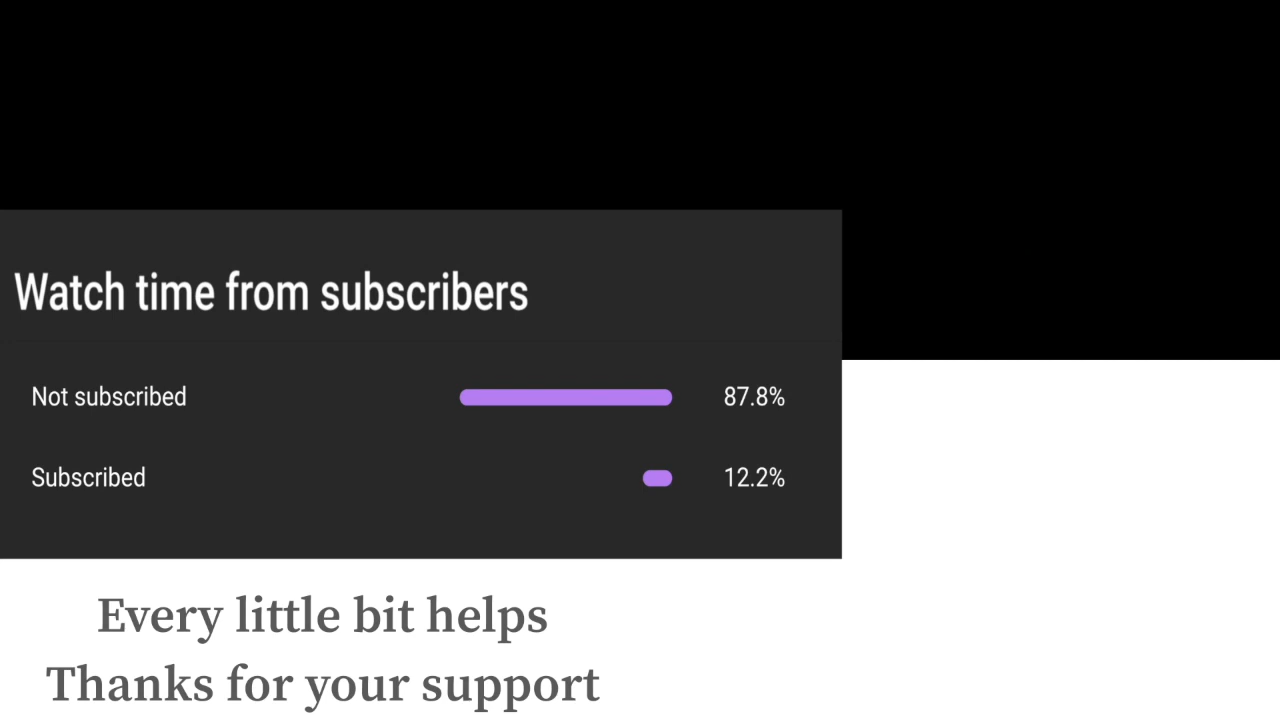 Watch time from subscribers
Not subscribed 87.8%
Subscribed 12.2%
Every little bit helps
Thanks for your support